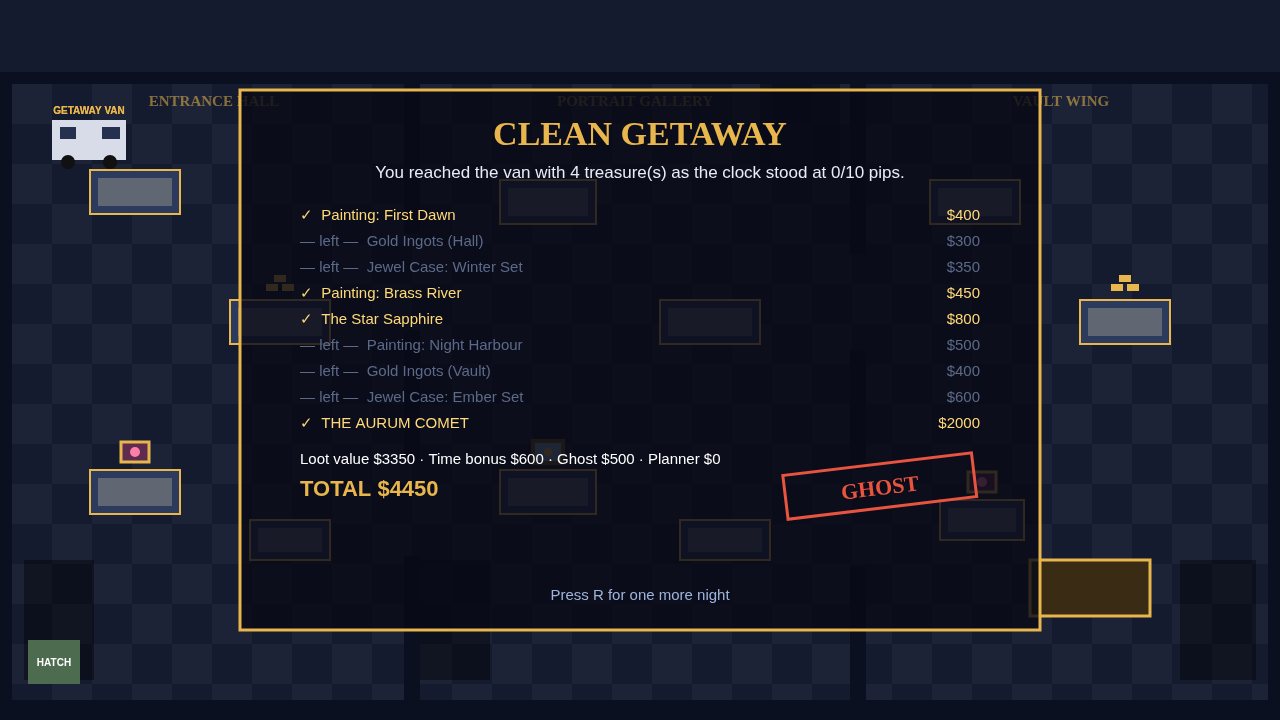 GETAWAY VAN
ENTRANCE HALL
PORTRAIT GALLERY
VAULT WING
CLEAN GETAWAY
You reached the van with 4 treasure(s) as the clock stood at 0/10 pips.
✓ Painting: First Dawn $400
— left — Gold Ingots (Hall) $300
— left — Jewel Case: Winter Set $350
✓ Painting: Brass River $450
✓ The Star Sapphire $800
— left — Painting: Night Harbour $500
— left — Gold Ingots (Vault) $400
— left — Jewel Case: Ember Set $600
✓ THE AURUM COMET $2000
Loot value $3350 · Time bonus $600 · Ghost $500 · Planner $0
TOTAL $4450
GHOST
Press R for one more night
HATCH